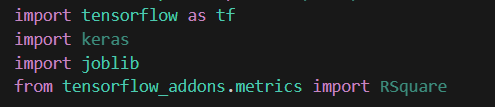 import tensorflow as tf
import keras
import joblib
from tensorflow_addons.metrics import RSquare